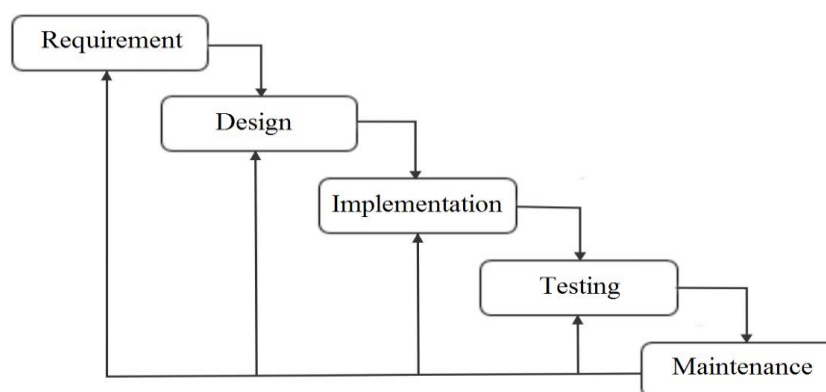 Requirement
Design
Implementation
Testing
Maintenance